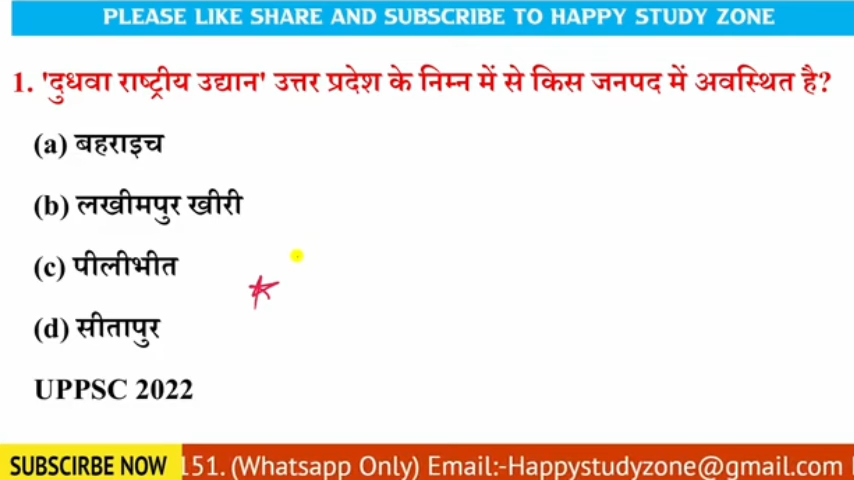 PLEASE LIKE SHARE AND SUBSCRIBE TO HAPPY STUDY ZONE
1. 'दुधवा राष्ट्रीय उद्यान' उत्तर प्रदेश के निम्न में से किस जनपद में अवस्थित है?
(a) बहराइच
(b) लखीमपुर खीरी
(c) पीलीभीत
(d) सीतापुर
UPPSC 2022
SUBSCIRBE NOW 151. (Whatsapp Only) Email:-Happystudyzone@gmail.com